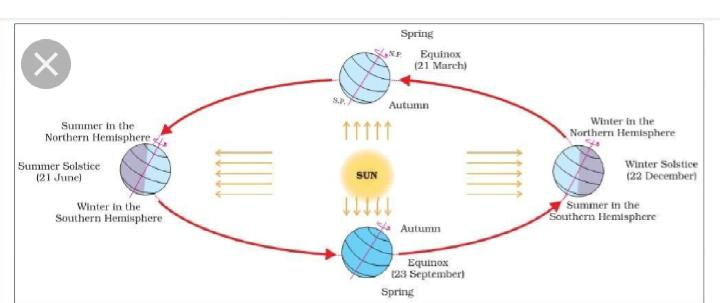 Spring
N.P.
Equinox
(21 March)
S.P.
Autumn
Summer in the
Northern Hemisphere
Winter in the
Northern Hemisphere
Summer Solstice
(21 June)
SUN
Winter Solstice
(22 December)
Winter in the
Southern Hemisphere
Summer in the
Southern Hemisphere
Autumn
Equinox
(23 September)
Spring